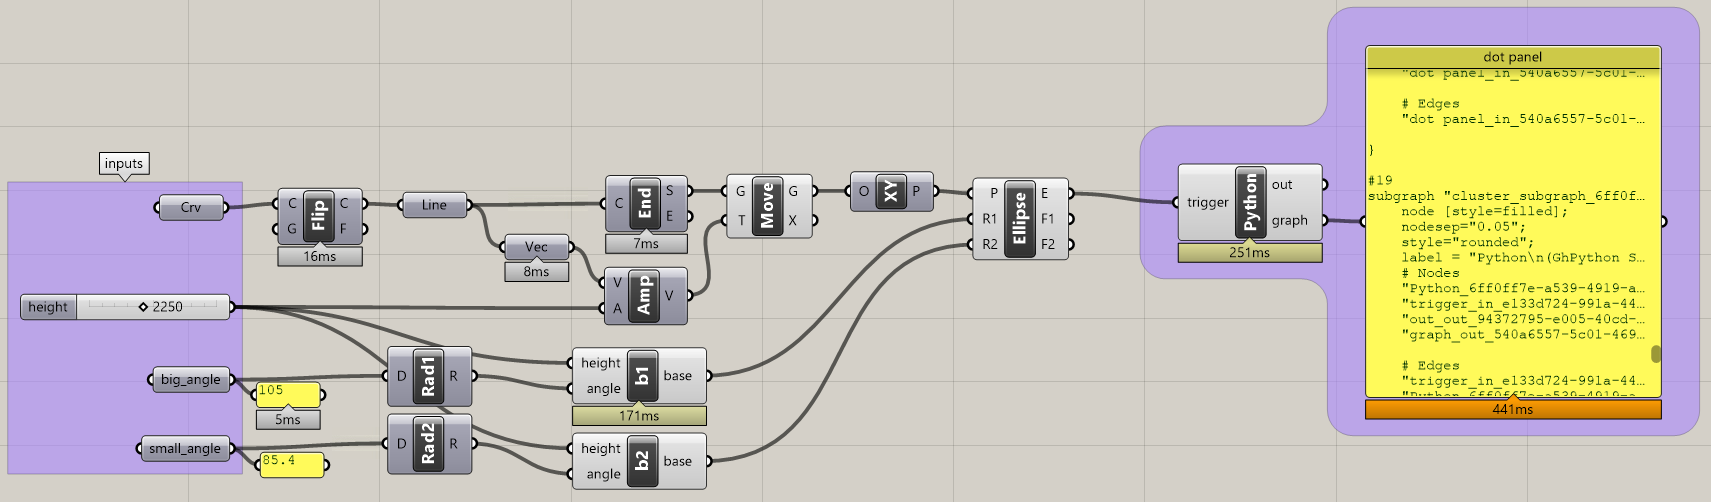 inputs
Crv
height 2250
big_angle
105
5ms
small_angle
85.4
C Flip C
G F
16ms
Line
Vec
8ms
D Rad1 R
D Rad2 R
C End S
E
7ms
V Amp V
A
height b1 base
angle
171ms
height b2 base
angle
G Move G
T X
O XY P
P Ellipse E
R1 F1
R2 F2
trigger Python out
graph
251ms
dot panel
"dot panel_in_540a6557-5c01-…
# Edges
"dot panel_in_540a6557-5c01-…
}
#19
subgraph "cluster_subgraph_6ff0f…
node [style=filled];
nodesep="0.05";
style="rounded";
label = "Python\n(GhPython S…
# Nodes
"Python_6ff0ff7e-a539-4919-a…
"trigger_in_e133d724-991a-44…
"out_out_94372795-e005-40cd-…
"graph_out_540a6557-5c01-469…
# Edges
"trigger_in_e133d724-991a-44…
"Python_6ff0ff7e-a539-4919-a…
441ms